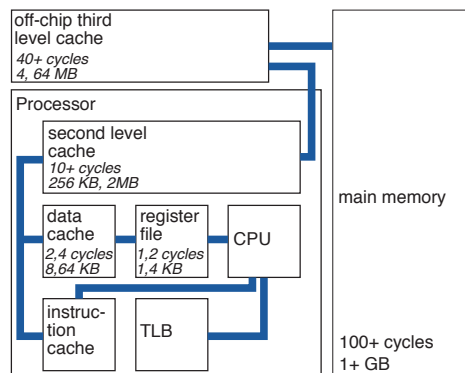 off-chip third
level cache
40+ cycles
4, 64 MB
Processor
second level
cache
10+ cycles
256 KB, 2MB
data
cache
2,4 cycles
8,64 KB
register
file
1,2 cycles
1,4 KB
CPU
instruc-
tion
cache
TLB
main memory
100+ cycles
1+ GB